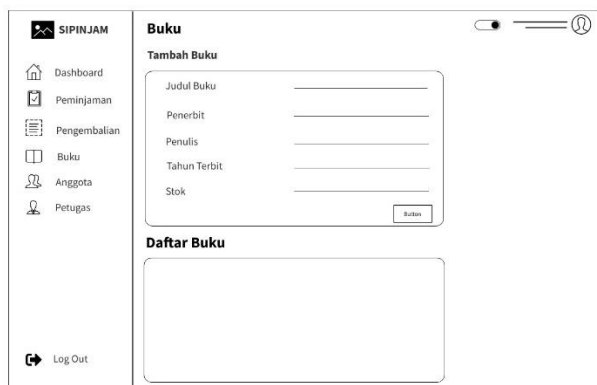 SIPINJAM
Dashboard
Peminjaman
Pengembalian
Buku
Anggota
Petugas
Log Out
Buku
Tambah Buku
Judul Buku
Penerbit
Penulis
Tahun Terbit
Stok
Button
Daftar Buku